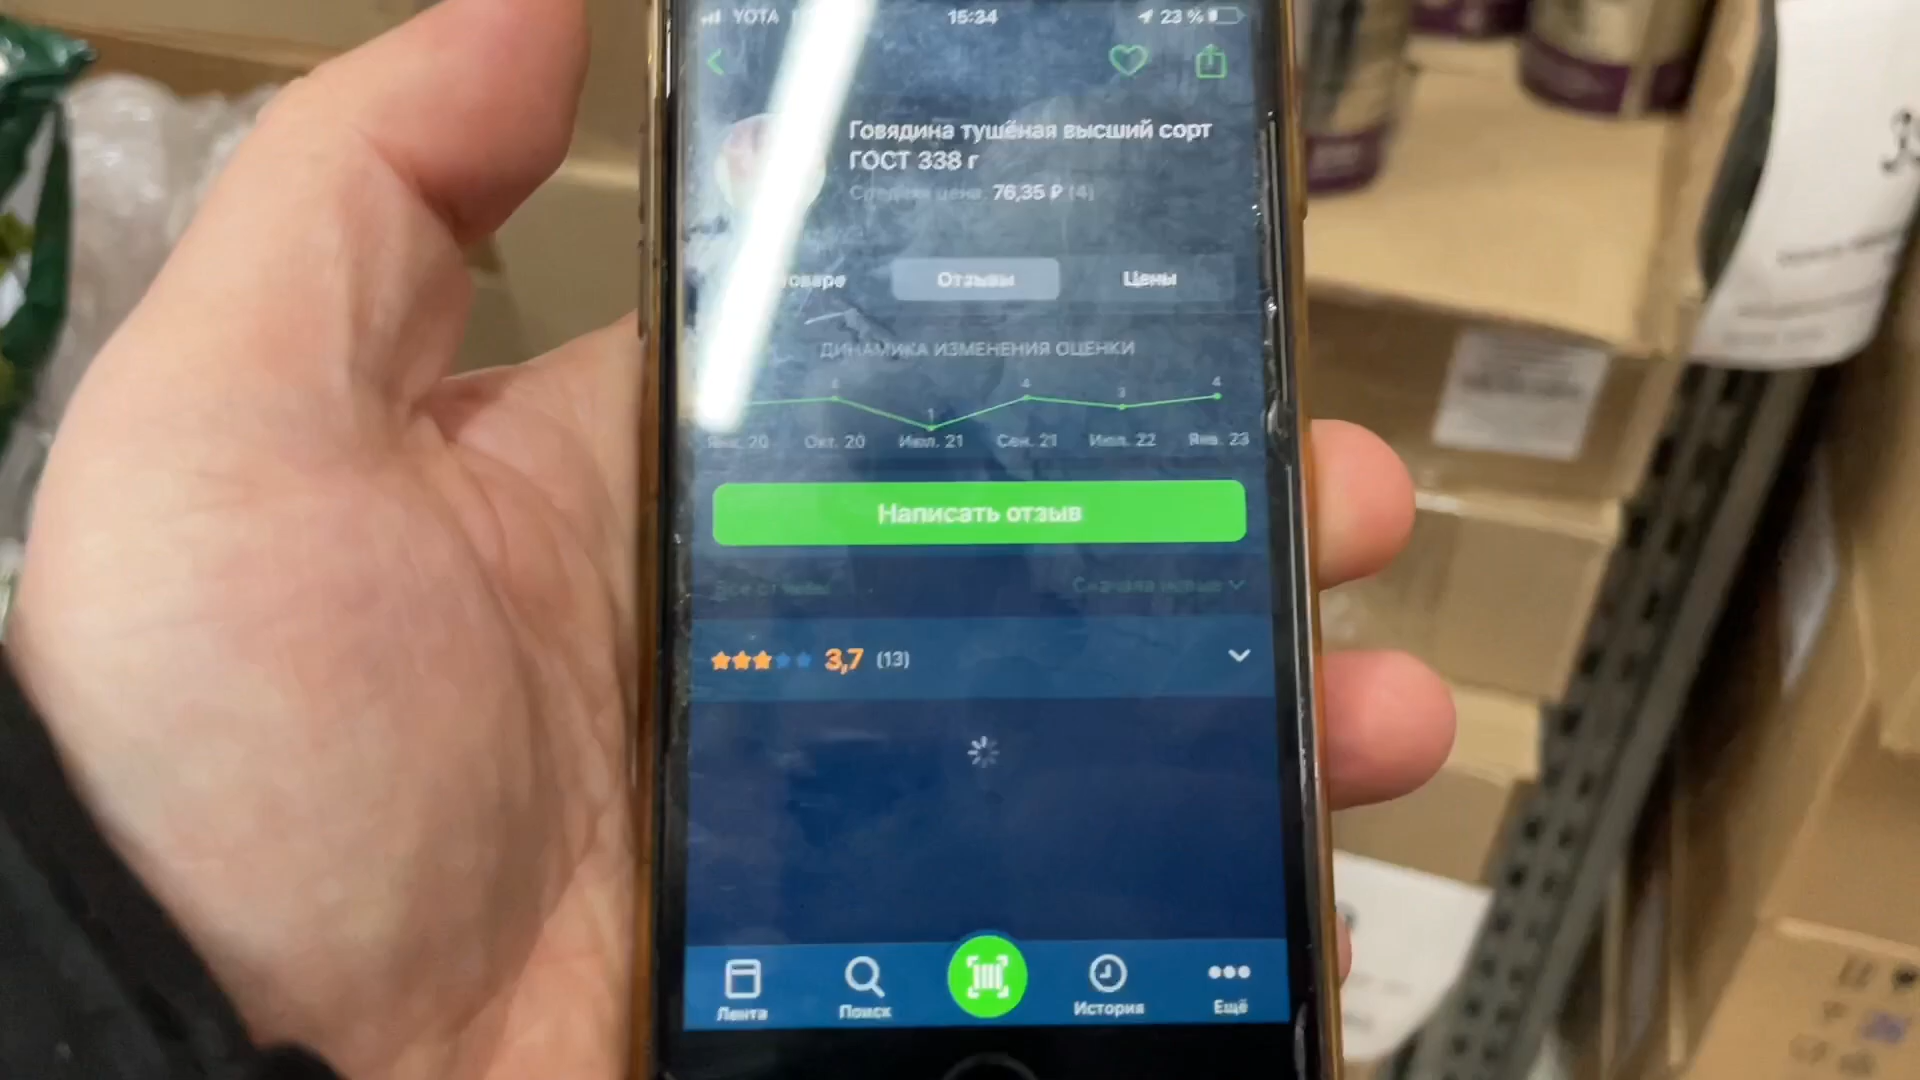 YOTA 15:34 23 %
Говядина тушёная высший сорт
ГОСТ 338 г
Средняя цена 76,35 ₽ (4)
товаре Отзывы Цены
ДИНАМИКА ИЗМЕНЕНИЯ ОЦЕНКИ
4 1 4 3 4
Янв. 20 Окт. 20 Июл. 21 Сен. 21 Июл. 22 Янв. 23
Написать отзыв
Сначала новые
3,7 (13)
Лента Поиск История Ещё